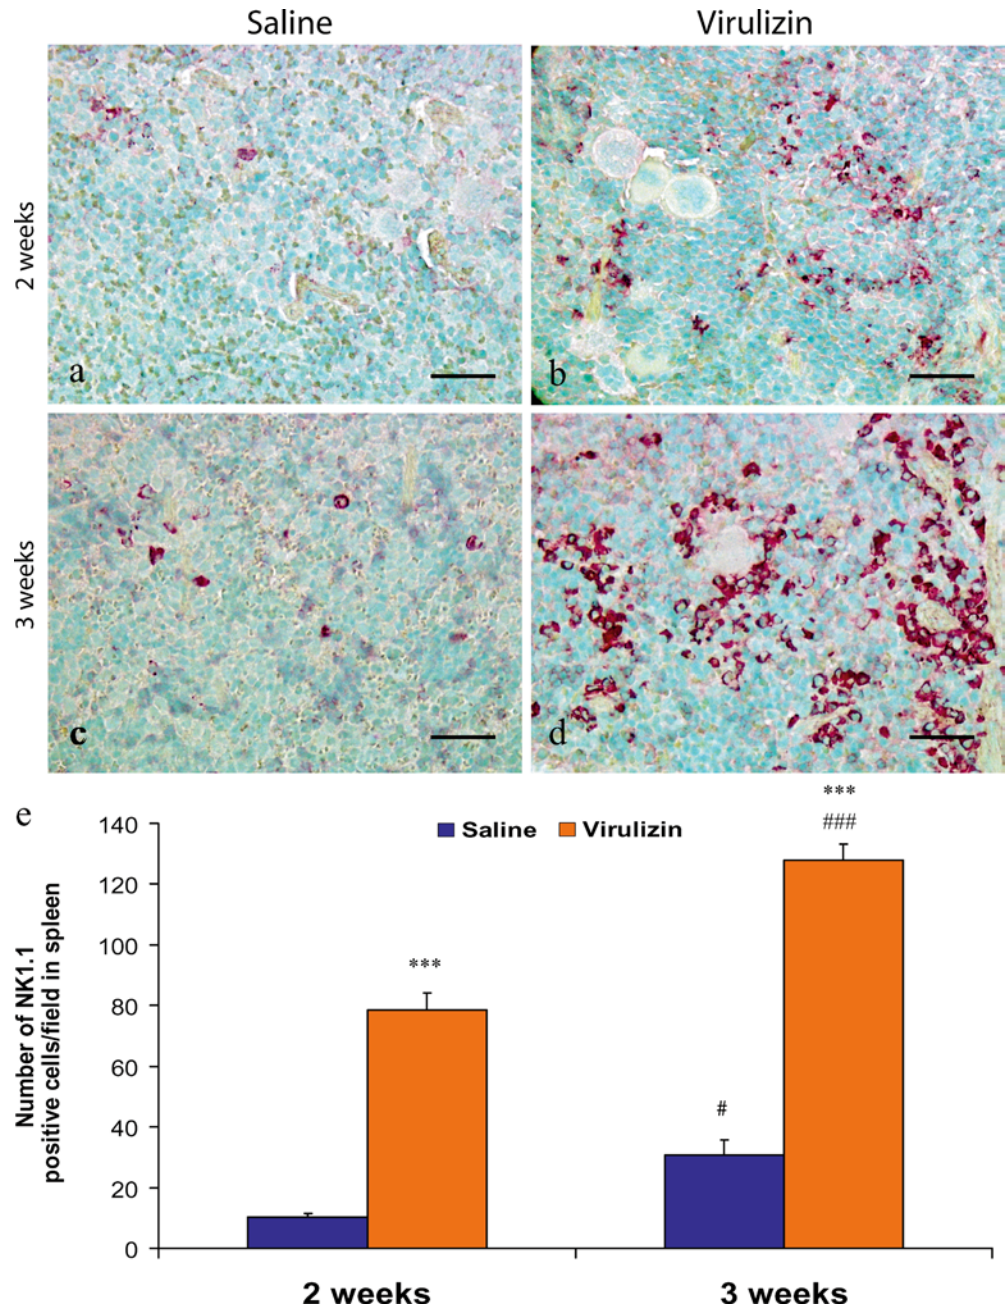 Saline Virulizin
2 weeks
a
b
3 weeks
c
d
e
***
###
140
Saline Virulizin
120
100
***
80
60
40
#
20
0
Number of NK1.1
positive cells/field in spleen
2 weeks 3 weeks